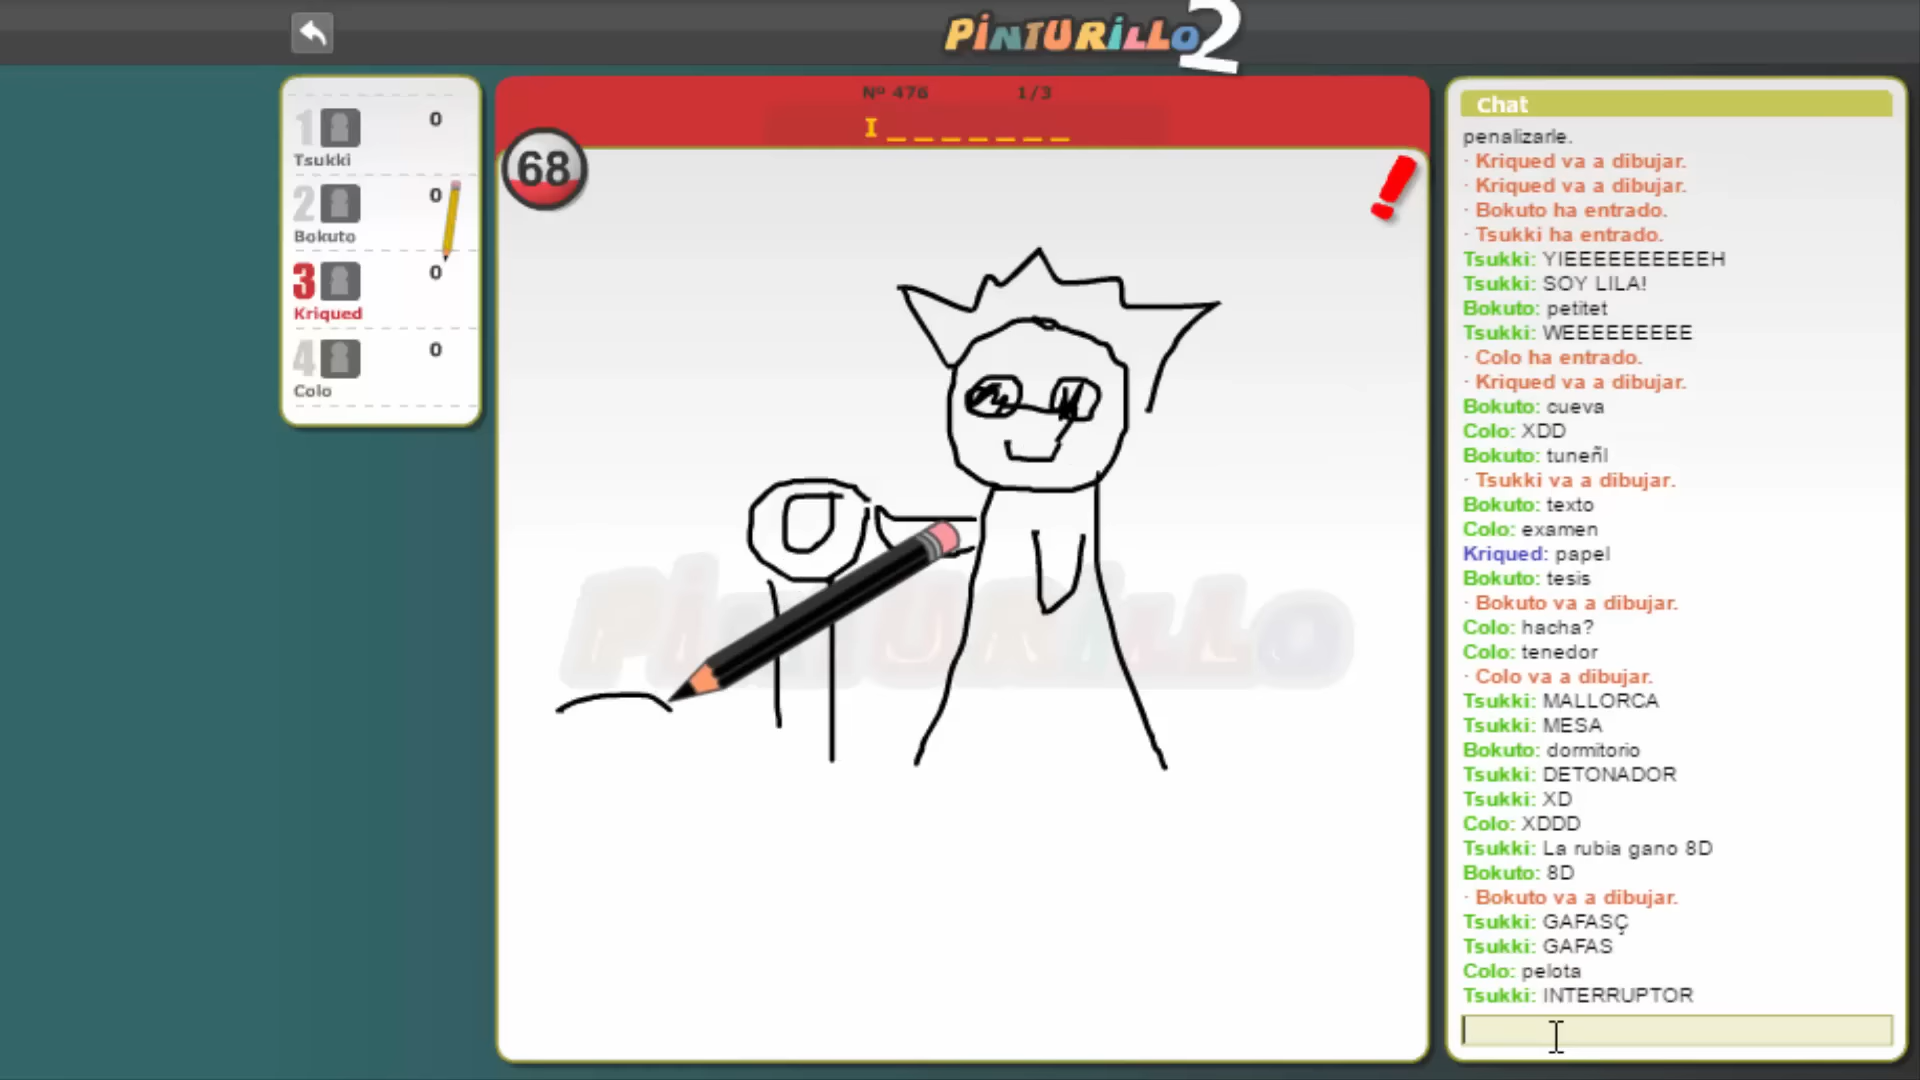 PINTURILLO 2
1 0
Tsukki
2 0
Bokuto
3 0
Kriqued
4 0
Colo
Nº 476 1/3
I _ _ _ _ _ _ _
68
!
PINTURILLO
Chat
penalizarle.
· Kriqued va a dibujar.
· Kriqued va a dibujar.
· Bokuto ha entrado.
· Tsukki ha entrado.
Tsukki: YIEEEEEEEEEEH
Tsukki: SOY LILA!
Bokuto: petitet
Tsukki: WEEEEEEEEE
· Colo ha entrado.
· Kriqued va a dibujar.
Bokuto: cueva
Colo: XDD
Bokuto: tuneñl
· Tsukki va a dibujar.
Bokuto: texto
Colo: examen
Kriqued: papel
Bokuto: tesis
· Bokuto va a dibujar.
Colo: hacha?
Colo: tenedor
· Colo va a dibujar.
Tsukki: MALLORCA
Tsukki: MESA
Bokuto: dormitorio
Tsukki: DETONADOR
Tsukki: XD
Colo: XDDD
Tsukki: La rubia gano 8D
Bokuto: 8D
· Bokuto va a dibujar.
Tsukki: GAFASÇ
Tsukki: GAFAS
Colo: pelota
Tsukki: INTERRUPTOR